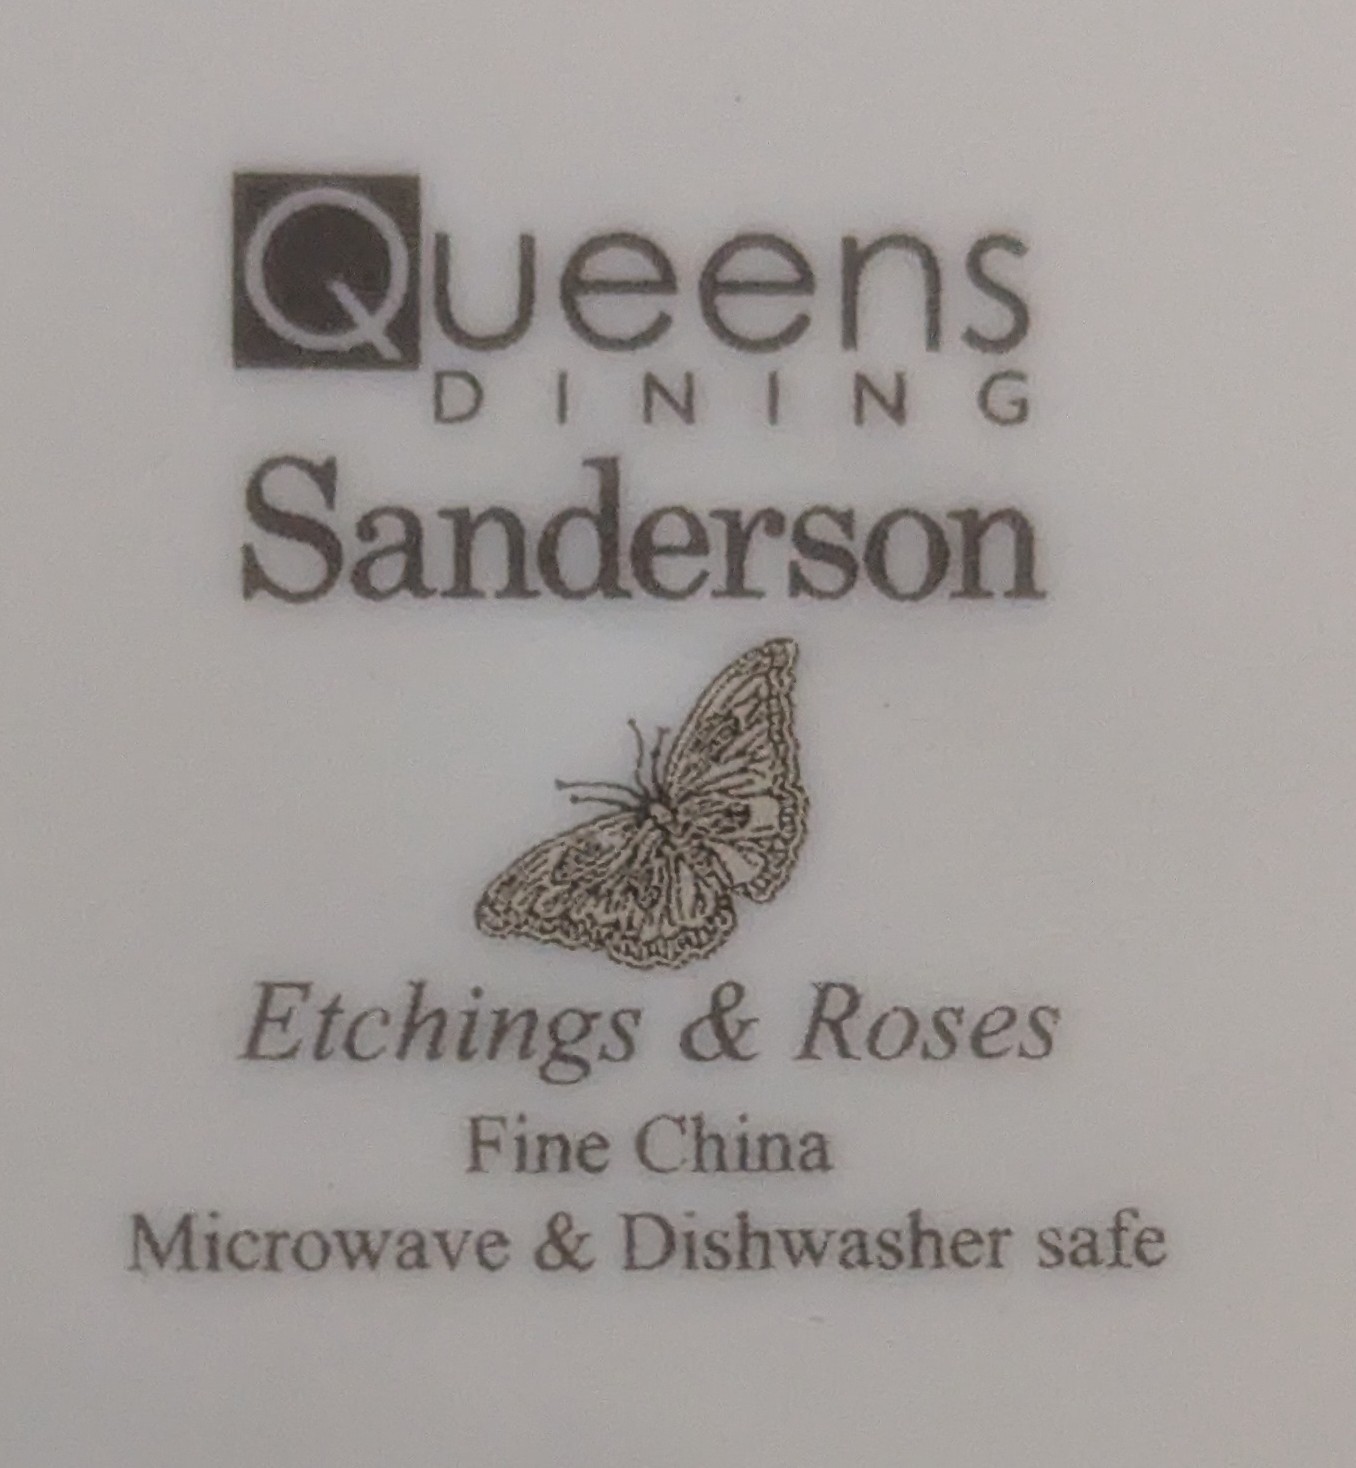 Queens
DINING
Sanderson
Etchings & Roses
Fine China
Microwave & Dishwasher safe